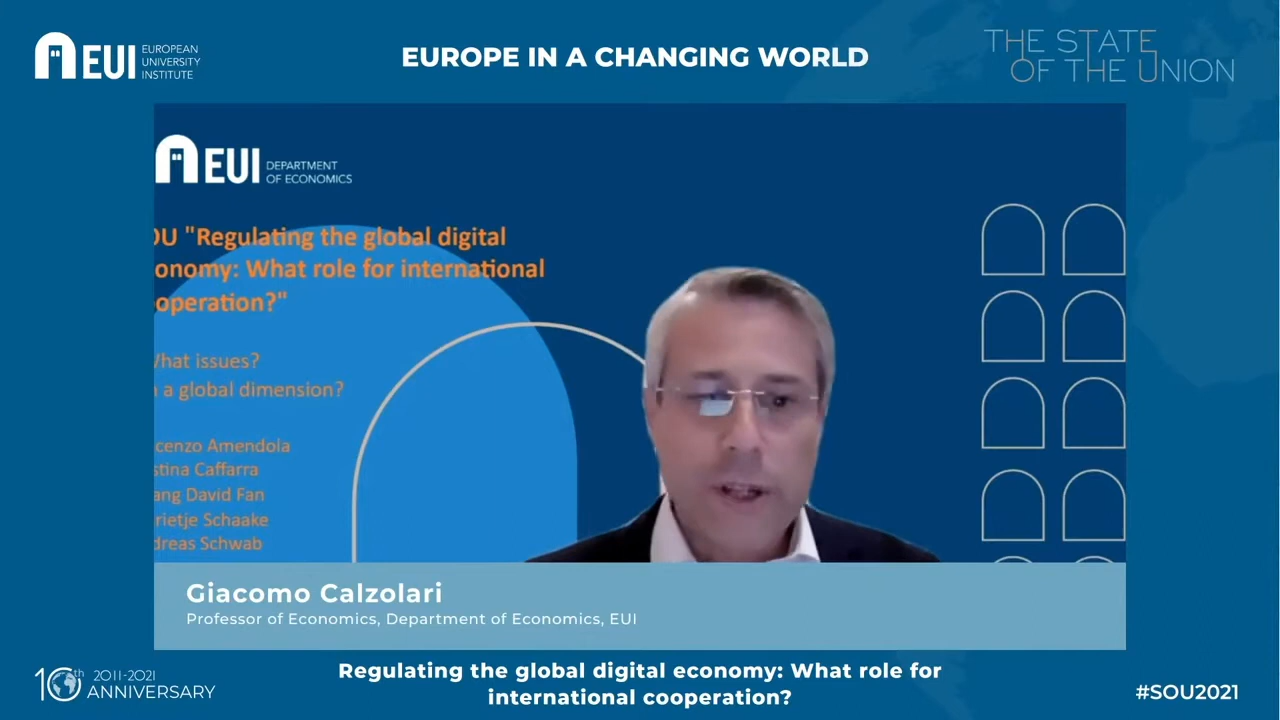 EUI EUROPEAN
UNIVERSITY
INSTITUTE
EUROPE IN A CHANGING WORLD
THE STATE
OF THE UNION
EUI DEPARTMENT
OF ECONOMICS
OU "Regulating the global digital
onomy: What role for international
operation?"
hat issues?
a global dimension?
cenzo Amendola
stina Caffarra
ang David Fan
rietje Schaake
dreas Schwab
Giacomo Calzolari
Professor of Economics, Department of Economics, EUI
10th 2011-2021
ANNIVERSARY
Regulating the global digital economy: What role for
international cooperation?
#SOU2021